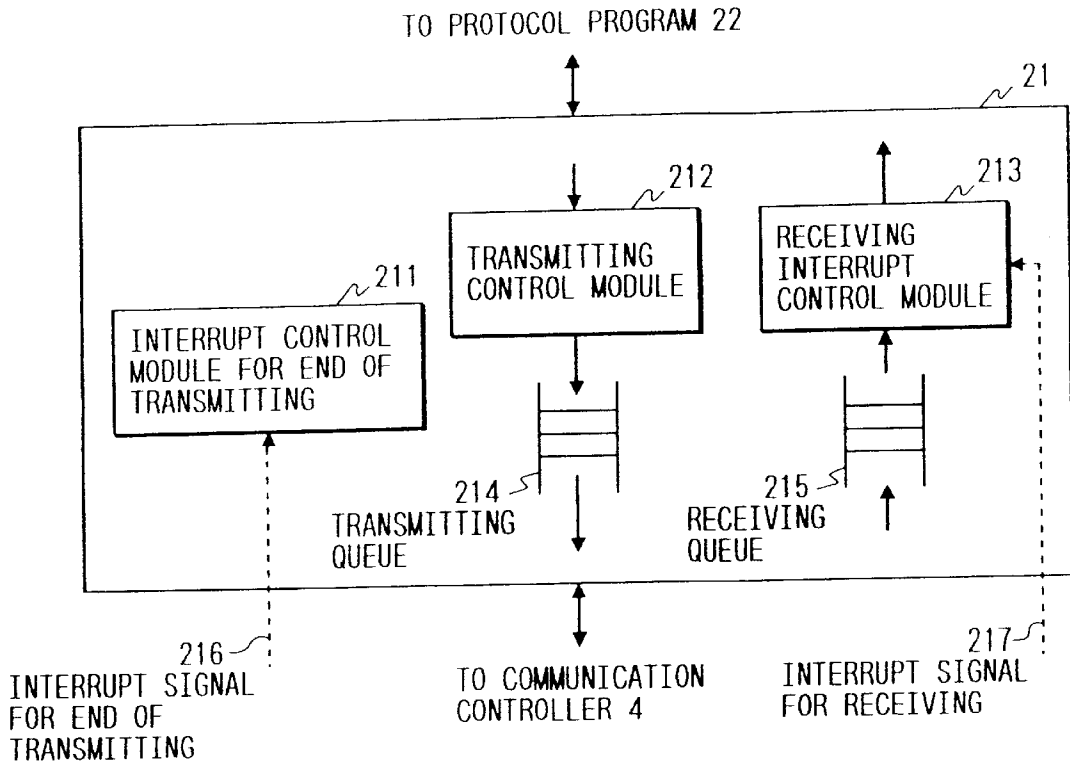 TO PROTOCOL PROGRAM 22
21
212
213
TRANSMITTING
CONTROL MODULE
RECEIVING
INTERRUPT
CONTROL MODULE
211
INTERRUPT CONTROL
MODULE FOR END OF
TRANSMITTING
214
TRANSMITTING
QUEUE
215
RECEIVING
QUEUE
216
INTERRUPT SIGNAL
FOR END OF
TRANSMITTING
TO COMMUNICATION
CONTROLLER 4
217
INTERRUPT SIGNAL
FOR RECEIVING